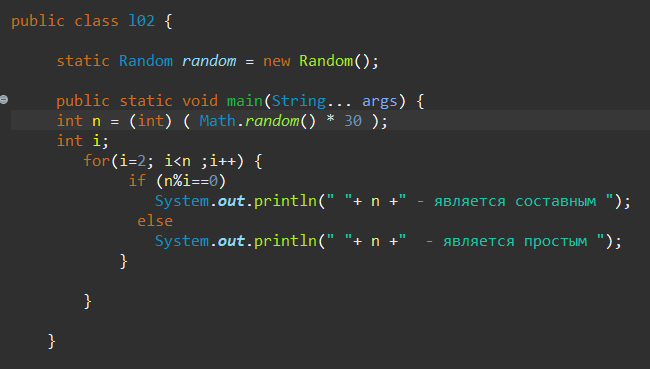 public class l02 {
static Random random = new Random();
public static void main(String... args) {
int n = (int) ( Math.random() * 30 );
int i;
for(i=2; i<n ;i++) {
if (n%i==0)
System.out.println(" "+ n +" - является составным ");
else
System.out.println(" "+ n +"  - является простым ");
}
}
}